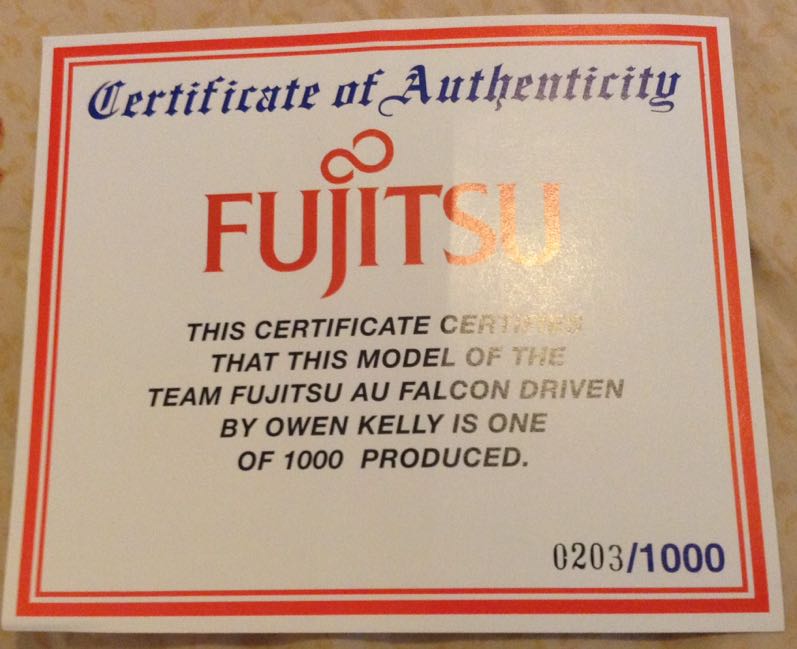 Certificate of Authenticity
FUJITSU
THIS CERTIFICATE CERTIFIES
THAT THIS MODEL OF THE
TEAM FUJITSU AU FALCON DRIVEN
BY OWEN KELLY IS ONE
OF 1000 PRODUCED.
0203/1000